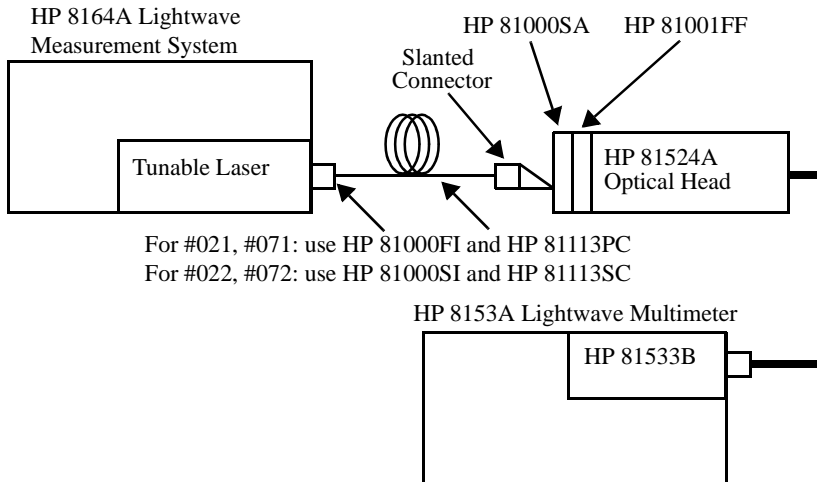 HP 8164A Lightwave
Measurement System
HP 81000SA
HP 81001FF
Slanted
Connector
Tunable Laser
HP 81524A
Optical Head
For #021, #071: use HP 81000FI and HP 81113PC
For #022, #072: use HP 81000SI and HP 81113SC
HP 8153A Lightwave Multimeter
HP 81533B